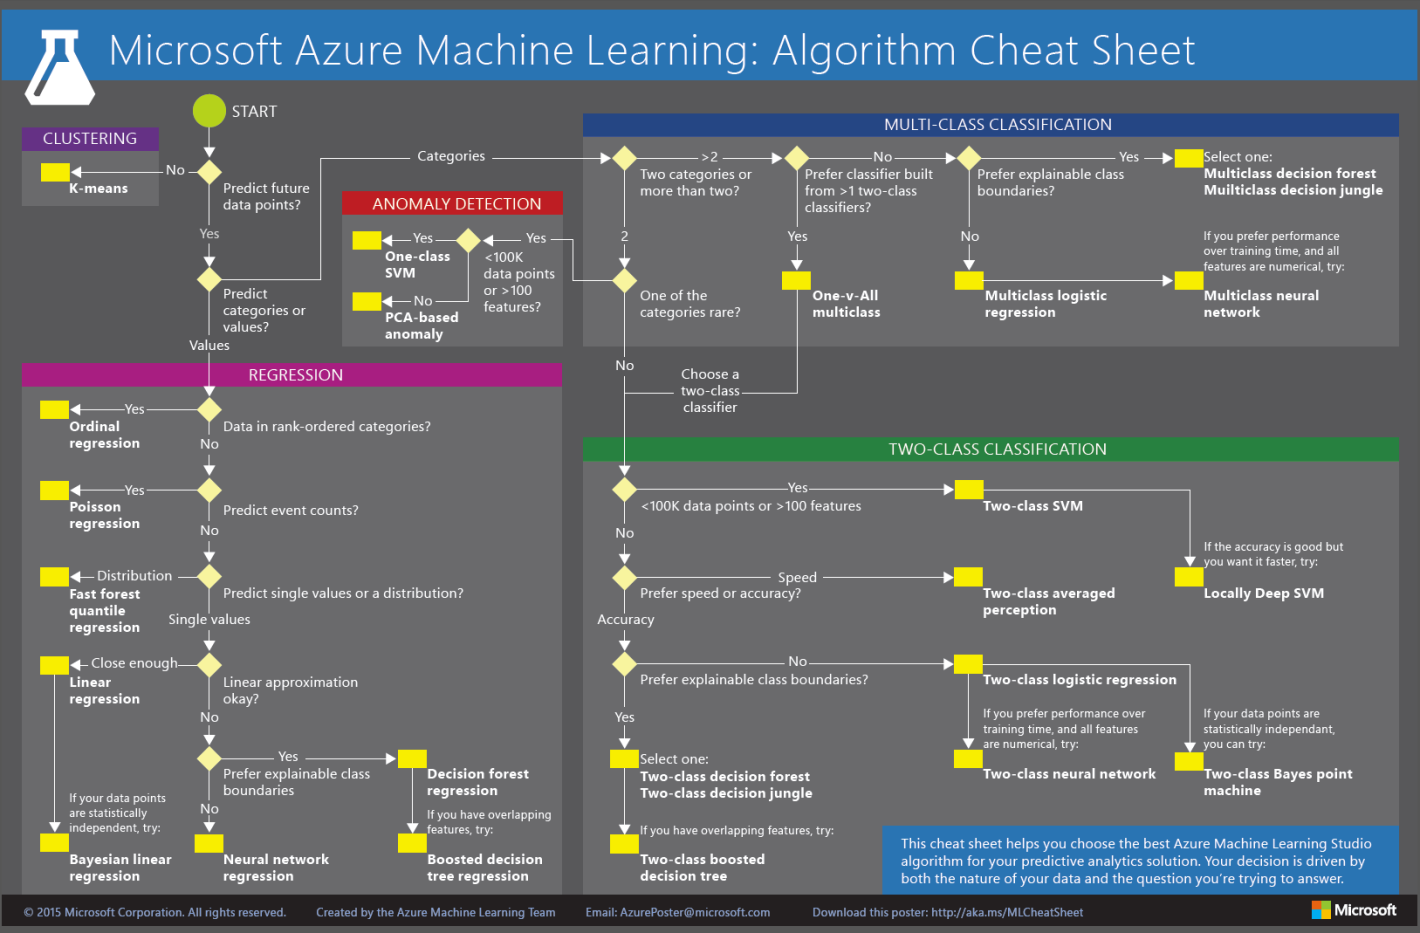 Microsoft Azure Machine Learning: Algorithm Cheat Sheet
START
CLUSTERING
No
K-means
Predict future
data points?
Yes
Predict
categories or
values?
Categories
Values
ANOMALY DETECTION
Yes
Yes
One-class
SVM
<100K
data points
or >100
features?
No
PCA-based
anomaly
MULTI-CLASS CLASSIFICATION
>2
Two categories or
more than two?
No
Prefer classifier built
from >1 two-class
classifiers?
Yes
Prefer explainable class
boundaries?
Select one:
Multiclass decision forest
Muilticlass decision jungle
2
Yes
No
If you prefer performance
over training time, and all
features are numerical, try:
One of the
categories rare?
One-v-All
multiclass
Multiclass logistic
regression
Multiclass neural
network
No
Choose a
two-class
classifier
REGRESSION
Yes
Ordinal
regression
Data in rank-ordered categories?
No
Yes
Poisson
regression
Predict event counts?
No
Distribution
Fast forest
quantile
regression
Predict single values or a distribution?
Single values
Close enough
Linear
regression
Linear approximation
okay?
No
Yes
Prefer explainable class
boundaries
Decision forest
regression
No
If your data points
are statistically
independent, try:
If you have overlapping
features, try:
Bayesian linear
regression
Neural network
regression
Boosted decision
tree regression
TWO-CLASS CLASSIFICATION
Yes
<100K data points or >100 features
Two-class SVM
No
If the accuracy is good but
you want it faster, try:
Speed
Prefer speed or accuracy?
Two-class averaged
perception
Locally Deep SVM
Accuracy
No
Prefer explainable class boundaries?
Two-class logistic regression
Yes
If you prefer performance over
training time, and all features
are numerical, try:
If your data points are
statistically independant,
you can try:
Select one:
Two-class decision forest
Two-class decision jungle
Two-class neural network
Two-class Bayes point
machine
If you have overlapping features, try:
Two-class boosted
decision tree
This cheat sheet helps you choose the best Azure Machine Learning Studio
algorithm for your predictive analytics solution. Your decision is driven by
both the nature of your data and the question you're trying to answer.
© 2015 Microsoft Corporation. All rights reserved.
Created by the Azure Machine Learning Team
Email: AzurePoster@microsoft.com
Download this poster: http://aka.ms/MLCheatSheet
Microsoft